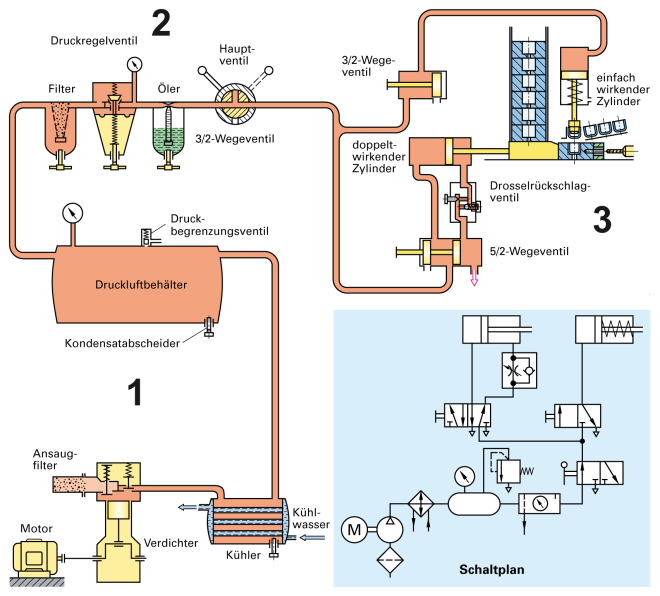 2
Druckregelventil
Haupt-
ventil
Filter
Öler
3/2-Wegeventil
3/2-Wege-
ventil
einfach
wirkender
Zylinder
doppelt-
wirkender
Zylinder
Drosselrückschlag-
ventil
3
5/2-Wegeventil
Druck-
begrenzungsventil
Druckluftbehälter
Kondensatabscheider
1
Ansaug-
filter
Motor
Verdichter
Kühler
Kühl-
wasser
M
Schaltplan